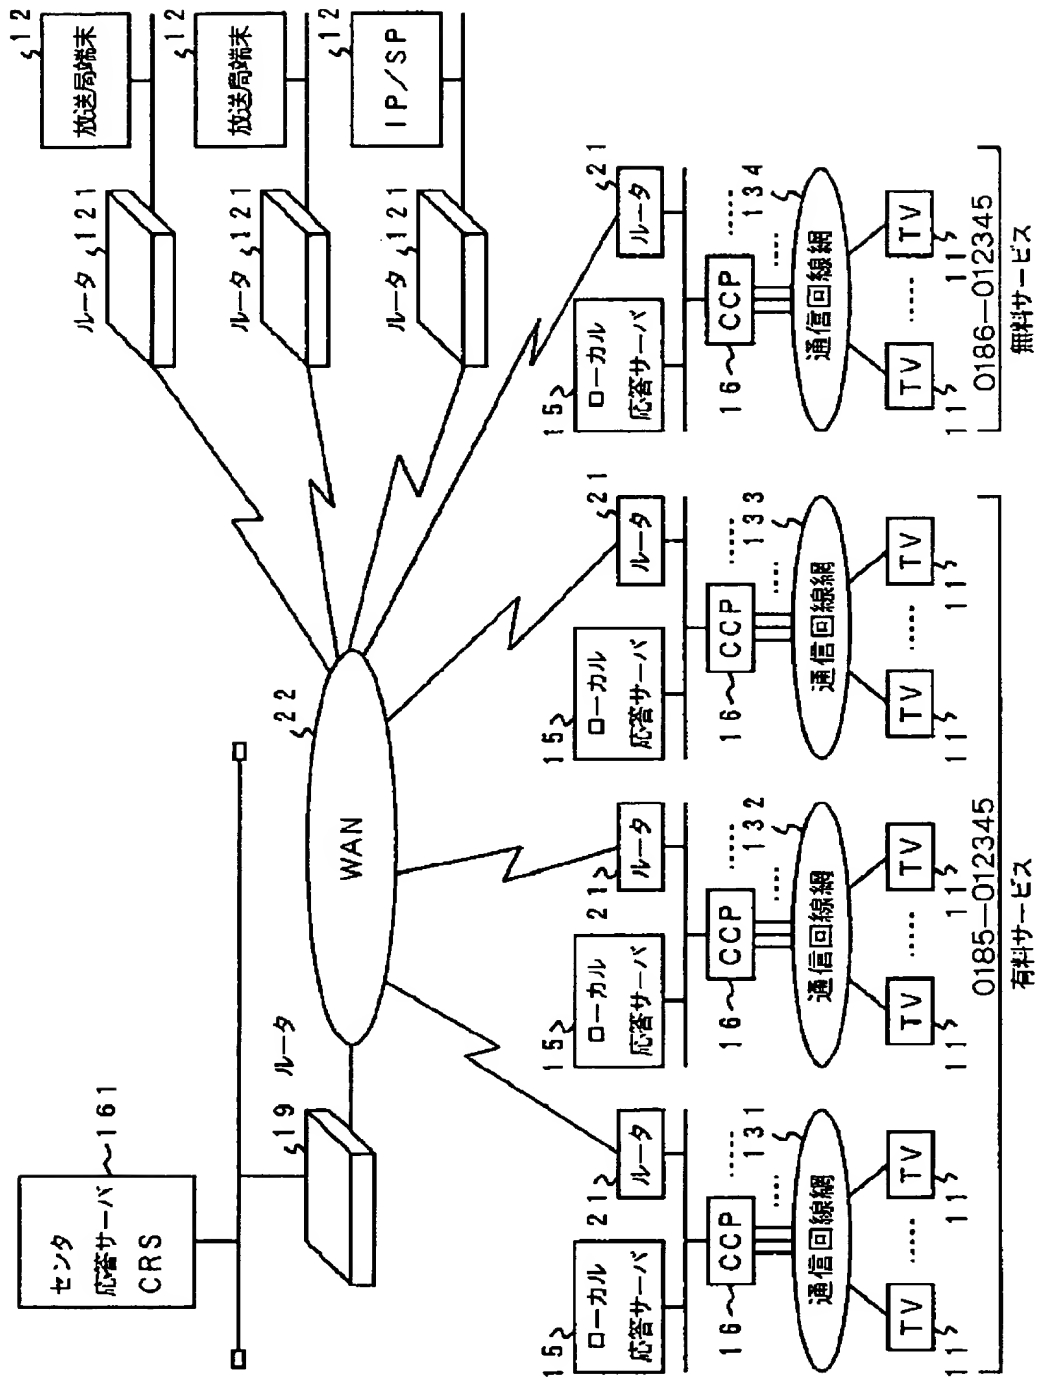 センタ
応答サーバ
CRS
161
19
ルータ
WAN
22
ルータ
121
放送局端末
12
ルータ
121
放送局端末
12
ルータ
121
IP/SP
12
15
ローカル
応答サーバ
21
ルータ
16
CCP
.....
....
131
通信回線網
TV
.....
TV
11
11
15
ローカル
応答サーバ
21
ルータ
16
CCP
.....
....
132
通信回線網
TV
.....
TV
11
11
15
ローカル
応答サーバ
21
ルータ
16
CCP
.....
....
133
通信回線網
TV
.....
TV
11
11
15
ローカル
応答サーバ
21
ルータ
16
CCP
.....
....
134
通信回線網
TV
.....
TV
11
11
0185-012345
有料サービス
0186-012345
無料サービス